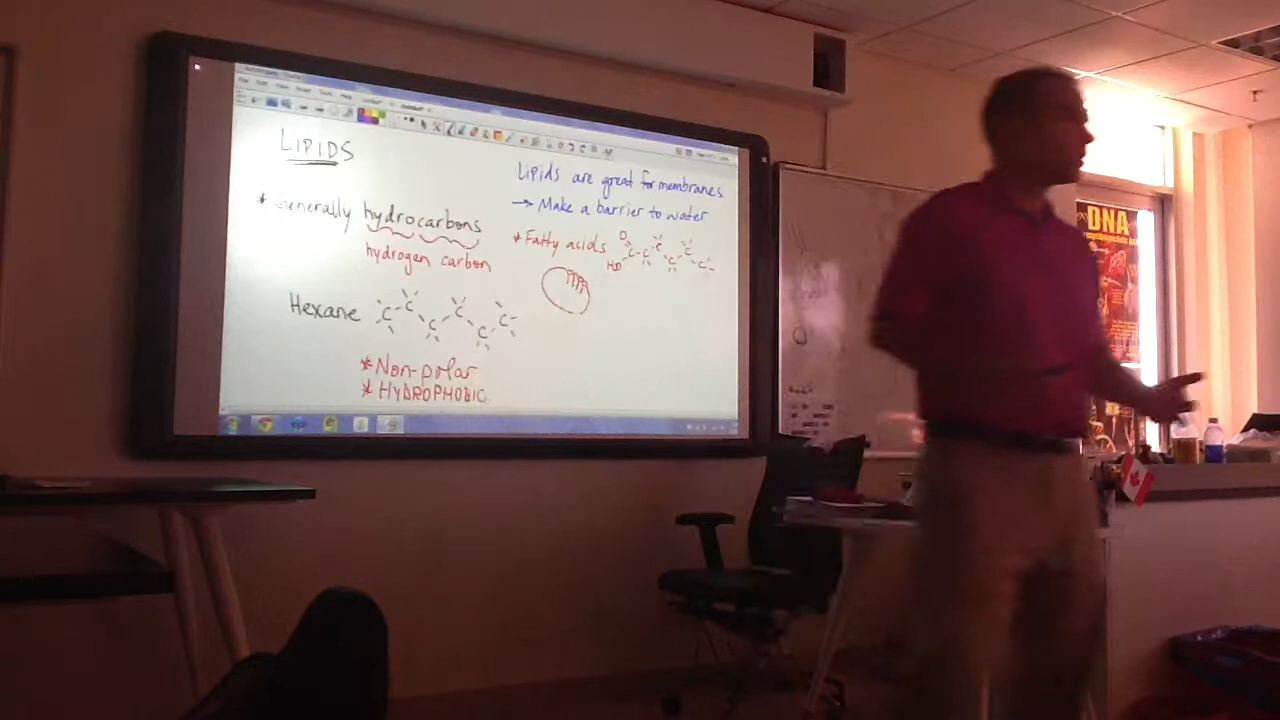 LIPIDS
* Generally hydrocarbons
hydrogen carbon
Hexane C C C C C C
* Non-polar
* HYDROPHOBIC
Lipids are great for membranes
→ Make a barrier to water
* Fatty acids O HO C C C C C C
DNA